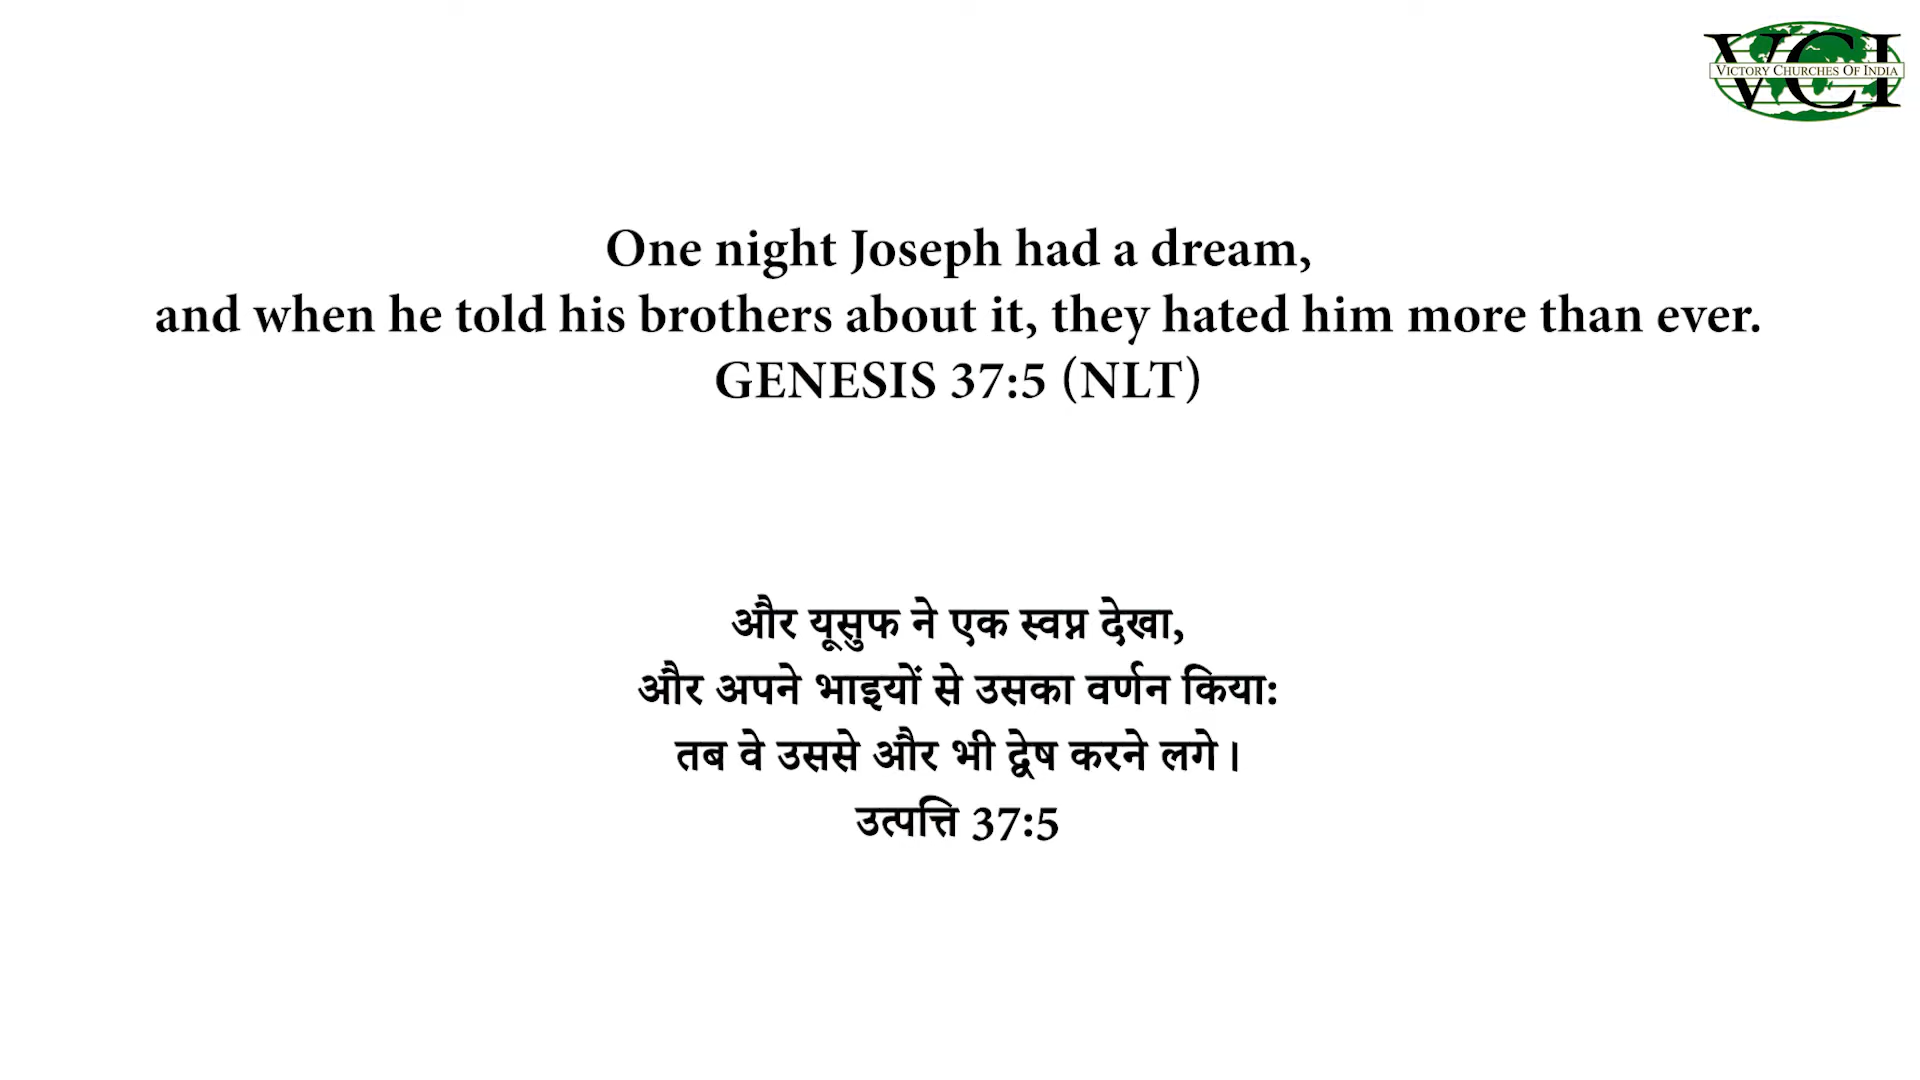 VCI
VICTORY CHURCHES OF INDIA
One night Joseph had a dream,
and when he told his brothers about it, they hated him more than ever.
GENESIS 37:5 (NLT)
और यूसुफ ने एक स्वप्न देखा,
और अपने भाइयों से उसका वर्णन किया:
तब वे उससे और भी द्वेष करने लगे।
उत्पत्ति 37:5